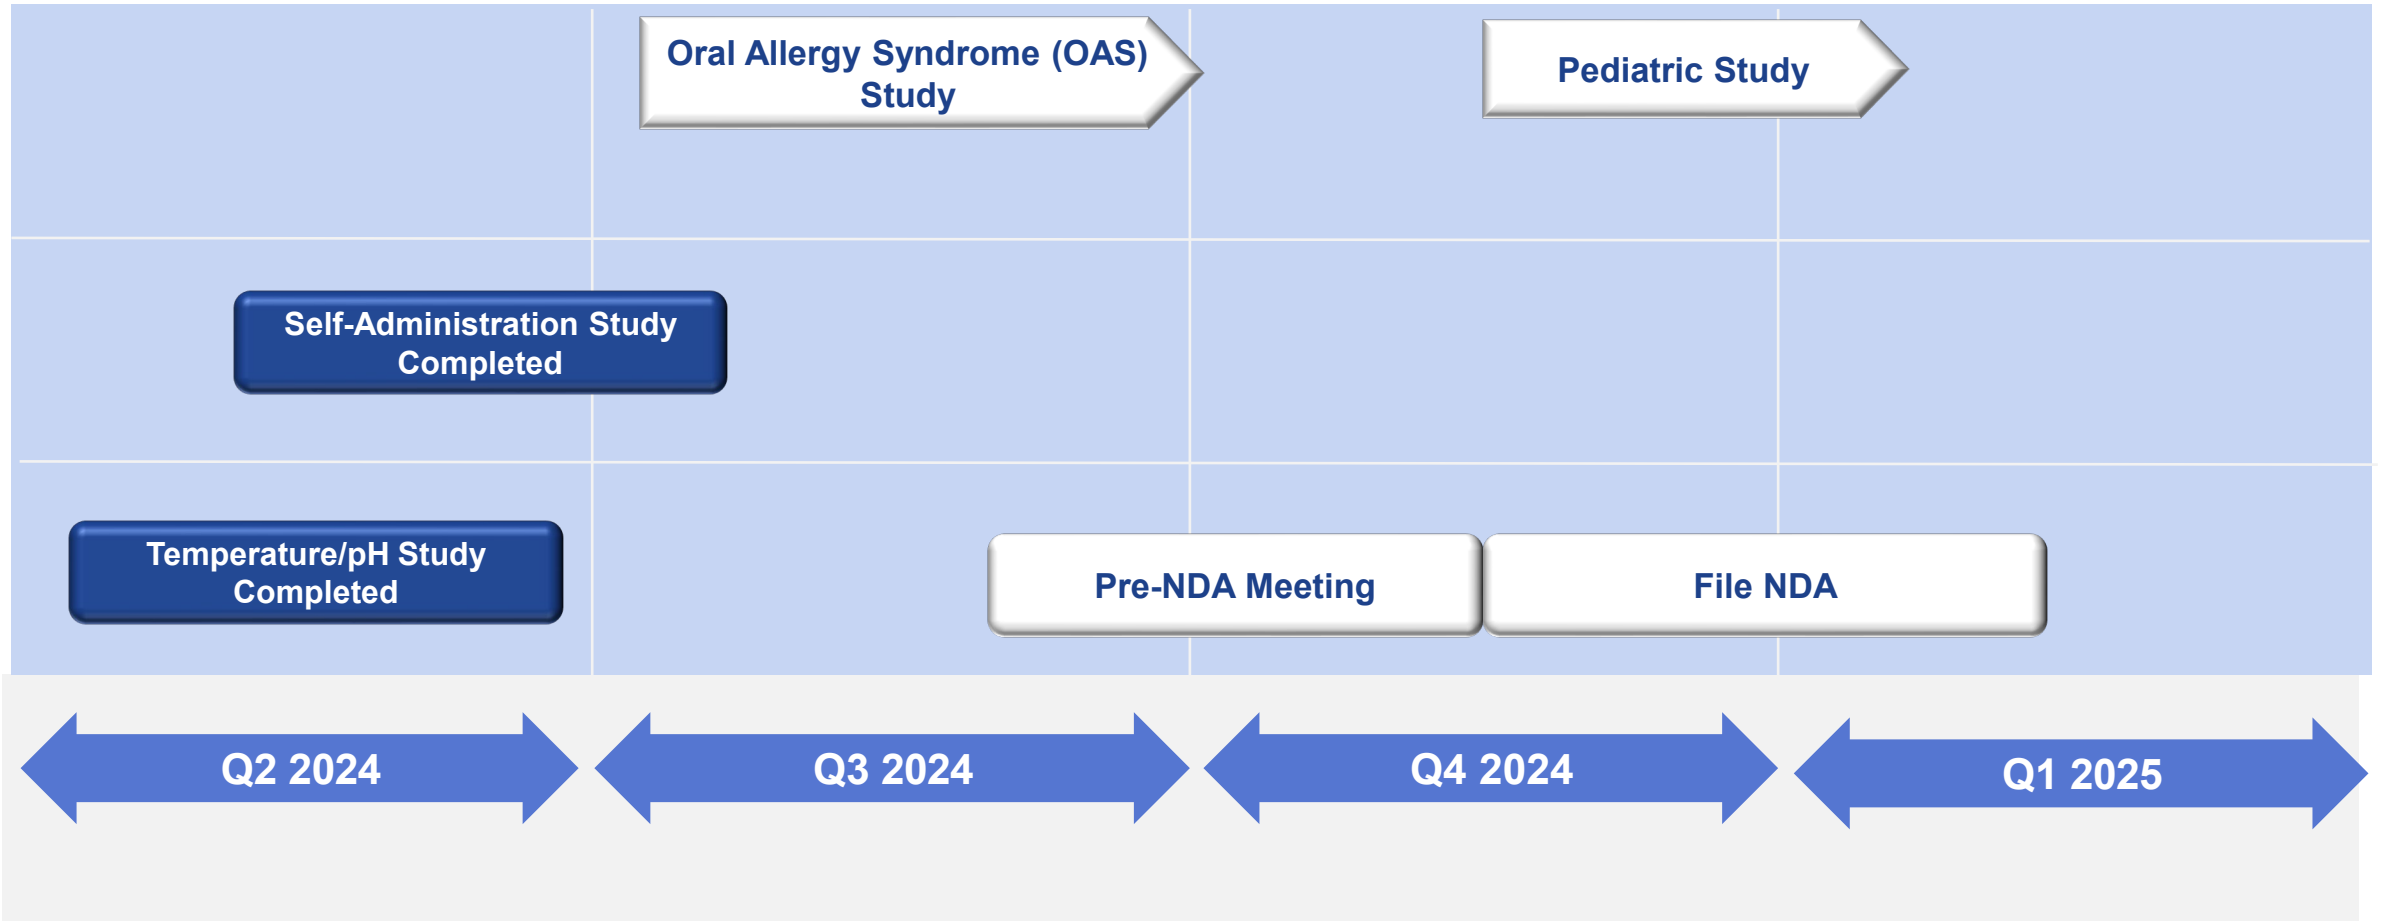 Oral Allergy Syndrome (OAS)
Study
Pediatric Study
Self-Administration Study
Completed
Temperature/pH Study
Completed
Pre-NDA Meeting
File NDA
Q2 2024
Q3 2024
Q4 2024
Q1 2025